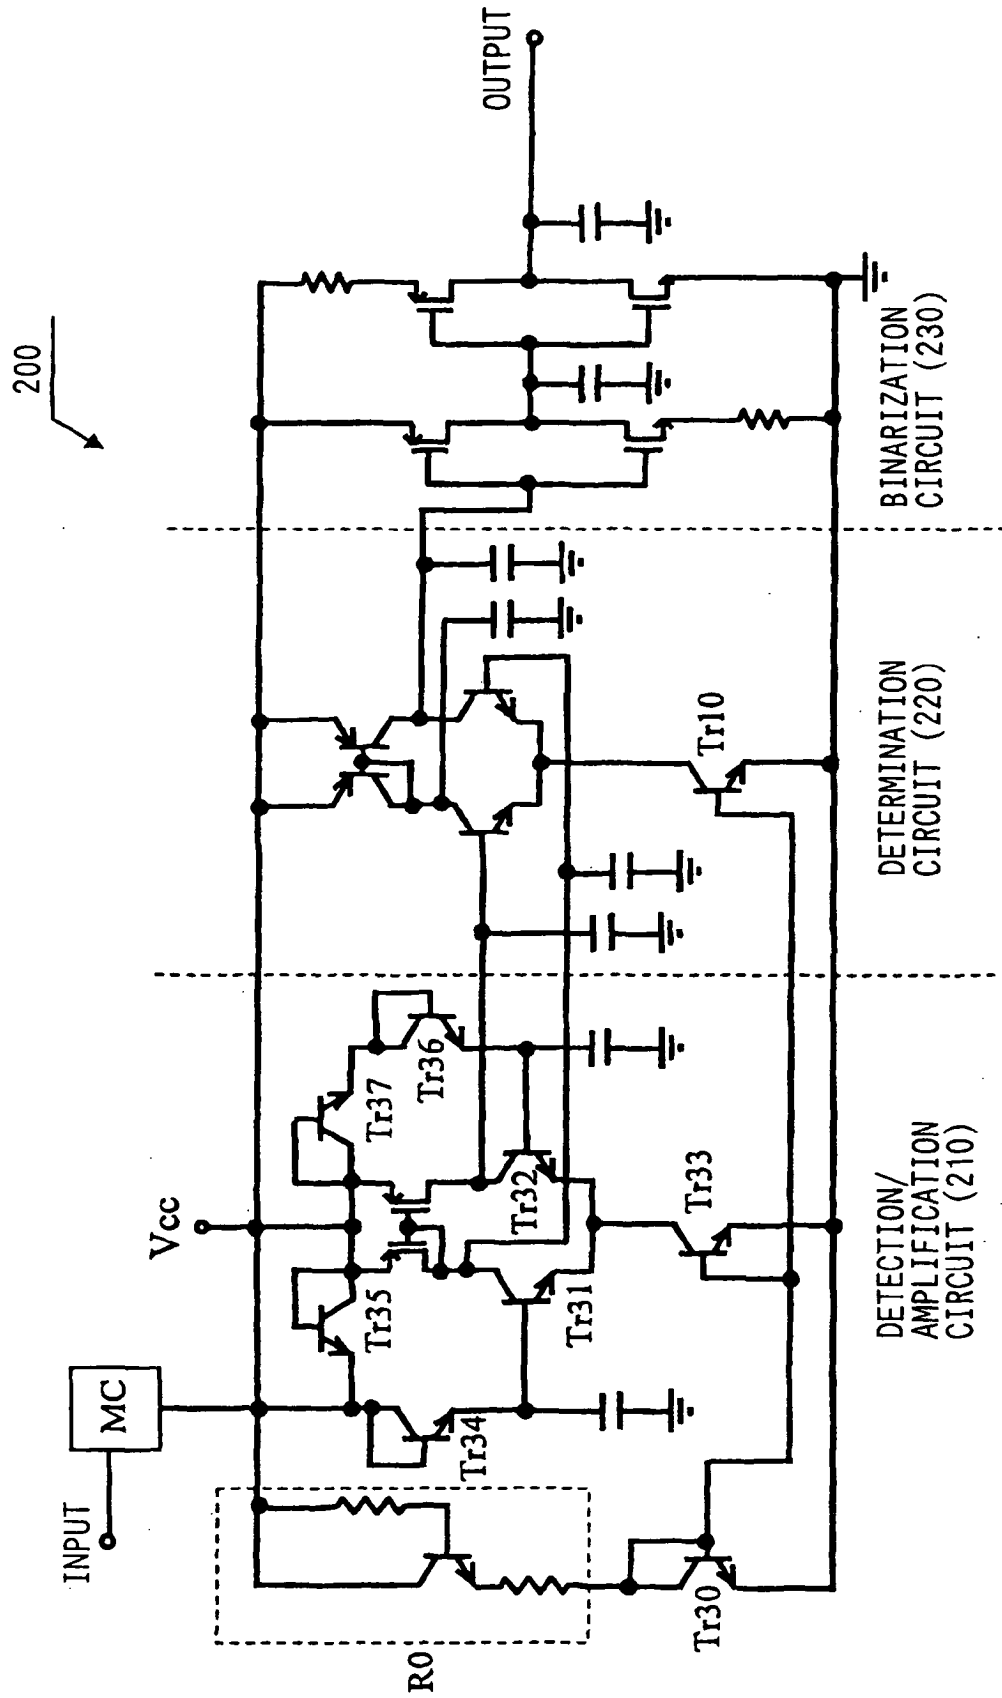 200
INPUT
MC
Vcc
OUTPUT
R0
Tr30
Tr34
Tr35
Tr31
Tr37
Tr36
Tr32
Tr33
Tr10
DETECTION/
AMPLIFICATION
CIRCUIT (210)
DETERMINATION
CIRCUIT (220)
BINARIZATION
CIRCUIT (230)